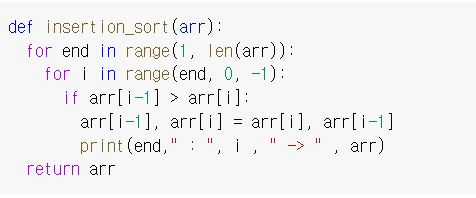 def insertion_sort(arr):
  for end in range(1, len(arr)):
    for i in range(end, 0, -1):
      if arr[i-1] > arr[i]:
        arr[i-1], arr[i] = arr[i], arr[i-1]
        print(end," : ", i , " -> " , arr)
  return arr